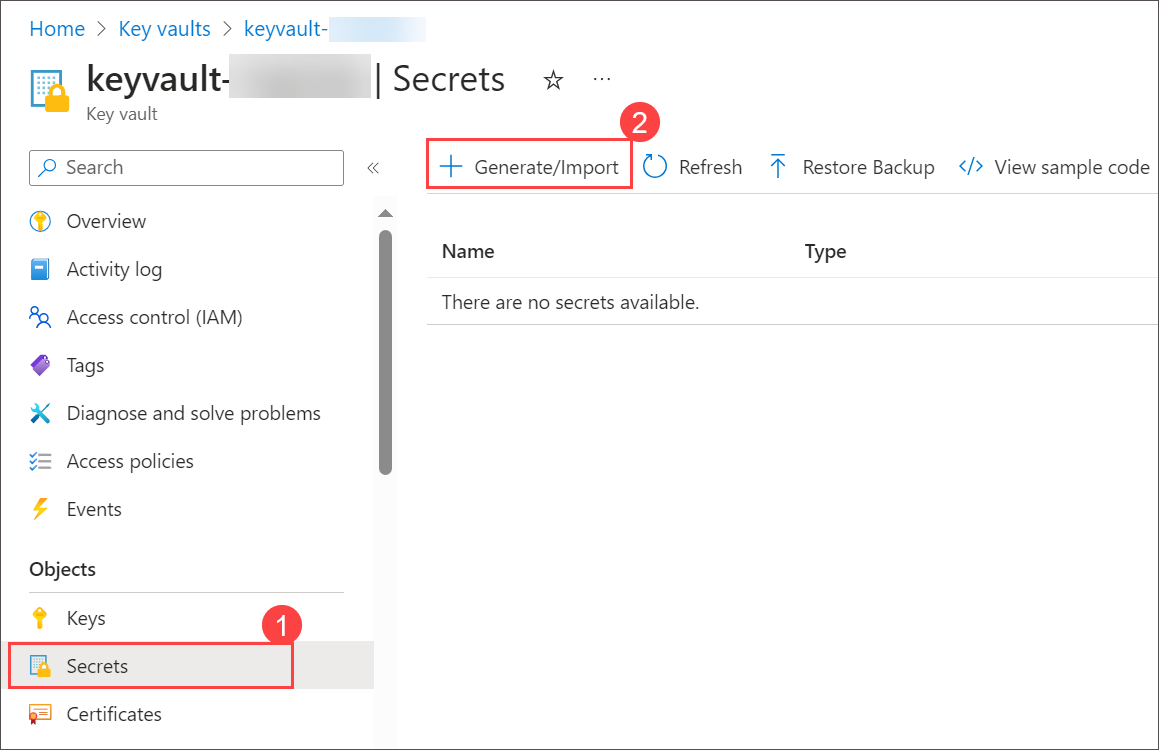 Home > Key vaults > keyvault-
keyvault- | Secrets ☆ ...
Key vault
2
Search «
+ Generate/Import Refresh Restore Backup </> View sample code
Overview
Activity log
Access control (IAM)
Tags
Diagnose and solve problems
Access policies
Events
Objects
Keys
1
Secrets
Certificates
Name Type
There are no secrets available.